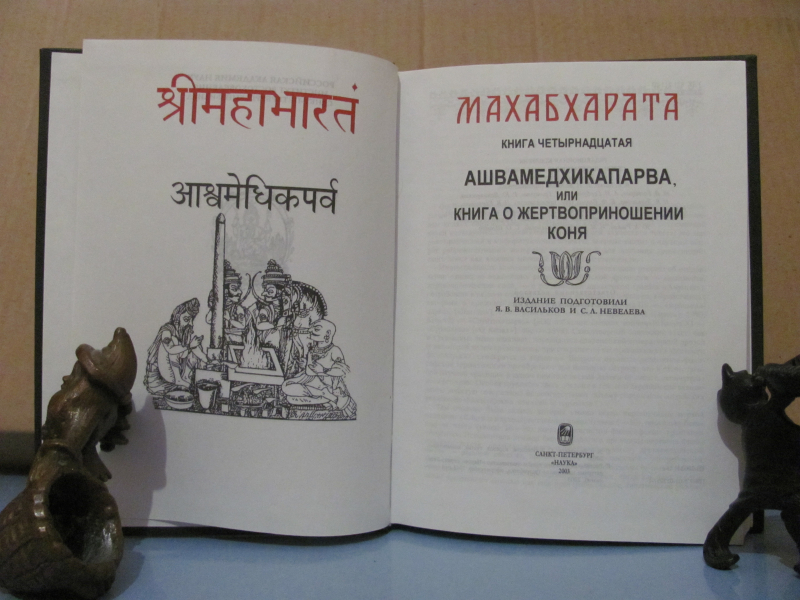 श्रीमहाभारतं
आश्वमेधिकपर्व
МАХАБХАРАТА
КНИГА ЧЕТЫРНАДЦАТАЯ
АШВАМЕДХИКАПАРВА,
ИЛИ
КНИГА О ЖЕРТВОПРИНОШЕНИИ
КОНЯ
ИЗДАНИЕ ПОДГОТОВИЛИ
Я. В. ВАСИЛЬКОВ И С. Л. НЕВЕЛЕВА
САНКТ-ПЕТЕРБУРГ
«НАУКА»
2003